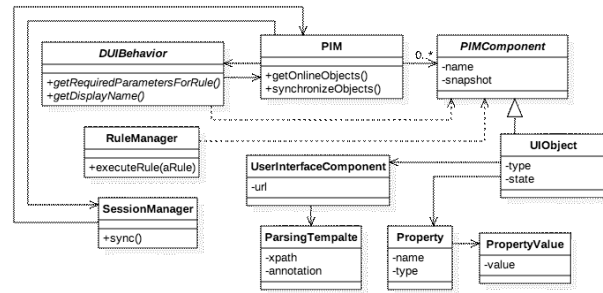 DUIBehavior
+getRequiredParametersForRule()
+getDisplayName()
PIM
+getOnlineObjects()
+synchronizeObjects()
0..*
PIMComponent
-name
-snapshot
RuleManager
+executeRule(aRule)
UserInterfaceComponent
-url
UIObject
-type
-state
SessionManager
+sync()
ParsingTempalte
-xpath
-annotation
Property
-name
-type
PropertyValue
-value